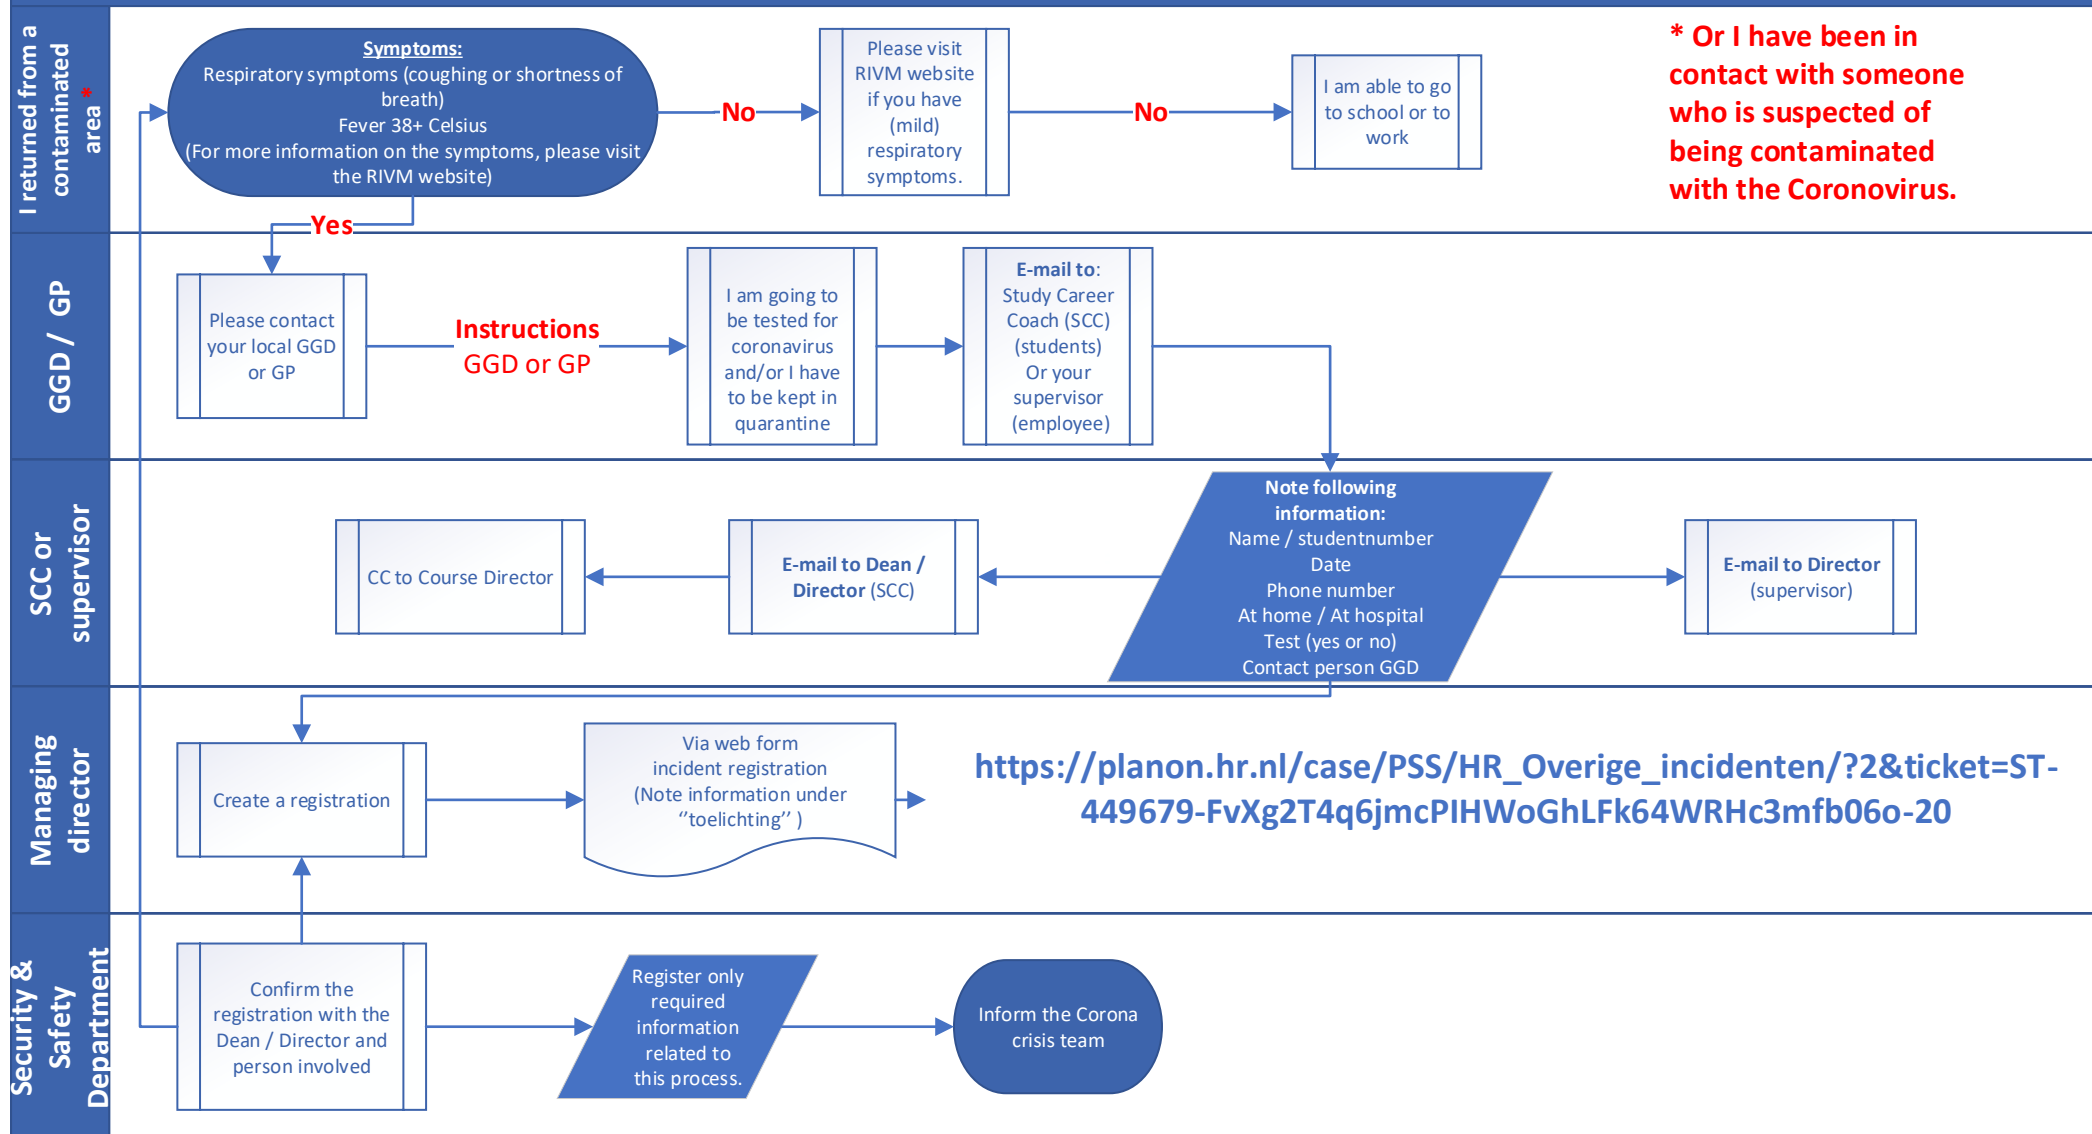 I returned from a
contaminated
area *
Symptoms:
Respiratory symptoms (coughing or shortness of
breath)
Fever 38+ Celsius
(For more information on the symptoms, please visit
the RIVM website)
No
Please visit
RIVM website
if you have
(mild)
respiratory
symptoms.
No
I am able to go
to school or to
work
* Or I have been in
contact with someone
who is suspected of
being contaminated
with the Coronovirus.
Yes
GGD / GP
Please contact
your local GGD
or GP
Instructions
GGD or GP
I am going to
be tested for
coronavirus
and/or I have
to be kept in
quarantine
E-mail to:
Study Career
Coach (SCC)
(students)
Or your
supervisor
(employee)
SCC or
supervisor
CC to Course Director
E-mail to Dean /
Director (SCC)
Note following
information:
Name / studentnumber
Date
Phone number
At home / At hospital
Test (yes or no)
Contact person GGD
E-mail to Director
(supervisor)
Managing
director
Create a registration
Via web form
incident registration
(Note information under
‘’toelichting’’ )
https://planon.hr.nl/case/PSS/HR_Overige_incidenten/?2&ticket=ST-
449679-FvXg2T4q6jmcPIHWoGhLFk64WRHc3mfb06o-20
Security &
Safety
Department
Confirm the
registration with the
Dean / Director and
person involved
Register only
required
information
related to
this process.
Inform the Corona
crisis team